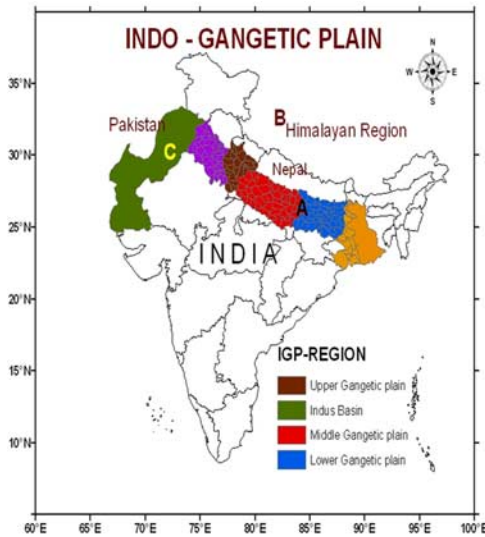 INDO - GANGETIC PLAIN
N
W E
S
35°N
30°N
25°N
20°N
15°N
10°N
Pakistan
B
Himalayan Region
C
Nepal
A
INDIA
IGP-REGION
Upper Gangetic plain
Indus Basin
Middle Gangetic plain
Lower Gangetic plain
60°E 65°E 70°E 75°E 80°E 85°E 90°E 95°E 100°E